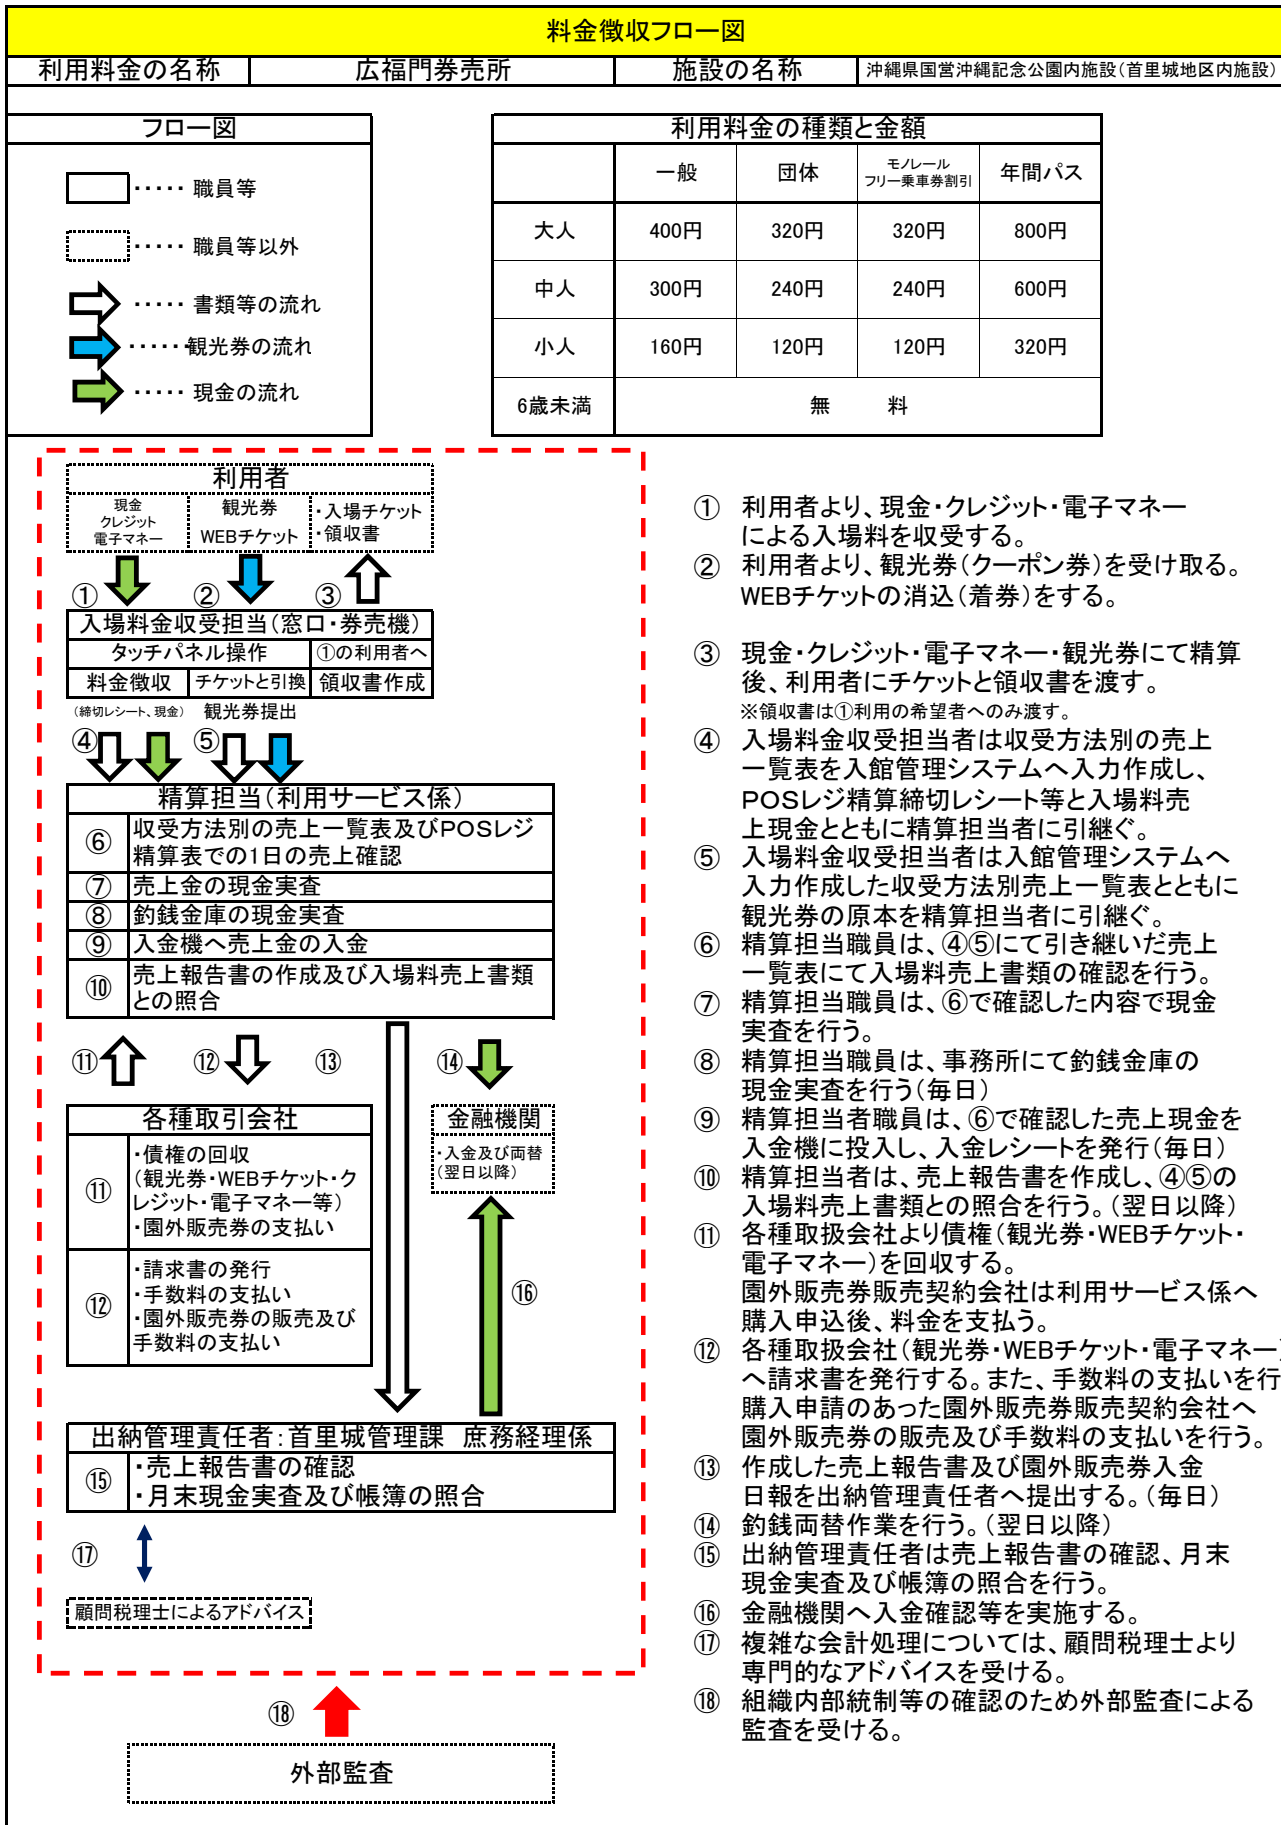 料金徴収フロー図
利用料金の名称 広福門券売所 施設の名称 沖縄県国営沖縄記念公園内施設(首里城地区内施設)
フロー図
・・・・・ 職員等
・・・・・ 職員等以外
・・・・・ 書類等の流れ
・・・・・・観光券の流れ
・・・・・ 現金の流れ
利用料金の種類と金額
一般 団体 モノレール
フリー乗車券割引 年間パス
大人 400円 320円 320円 800円
中人 300円 240円 240円 600円
小人 160円 120円 120円 320円
6歳未満 無 料
利用者
現金
クレジット
電子マネー
観光券
WEBチケット
・入場チケット
・領収書
① ② ③
入場料金収受担当(窓口・券売機)
タッチパネル操作 ①の利用者へ
料金徴収 チケットと引換 領収書作成
(締切レシート、現金) 観光券提出
④ ⑤
精算担当(利用サービス係)
⑥ 収受方法別の売上一覧表及びPOSレジ
精算表での1日の売上確認
⑦ 売上金の現金実査
⑧ 釣銭金庫の現金実査
⑨ 入金機へ売上金の入金
⑩ 売上報告書の作成及び入場料売上書類
との照合
⑪ ⑫ ⑬ ⑭
各種取引会社
⑪ ・債権の回収
(観光券・WEBチケット・ク
レジット・電子マネー等)
・園外販売券の支払い
⑫ ・請求書の発行
・手数料の支払い
・園外販売券の販売及び
手数料の支払い
金融機関
・入金及び両替
(翌日以降)
⑯
出納管理責任者:首里城管理課 庶務経理係
⑮ ・売上報告書の確認
・月末現金実査及び帳簿の照合
⑰
顧問税理士によるアドバイス
⑱
外部監査
① 利用者より、現金・クレジット・電子マネー
による入場料を収受する。
② 利用者より、観光券(クーポン券)を受け取る。
WEBチケットの消込(着券)をする。
③ 現金・クレジット・電子マネー・観光券にて精算
後、利用者にチケットと領収書を渡す。
※領収書は①利用の希望者へのみ渡す。
④ 入場料金収受担当者は収受方法別の売上
一覧表を入館管理システムへ入力作成し、
POSレジ精算締切レシート等と入場料売
上現金とともに精算担当者に引継ぐ。
⑤ 入場料金収受担当者は入館管理システムへ
入力作成した収受方法別売上一覧表とともに
観光券の原本を精算担当者に引継ぐ。
⑥ 精算担当職員は、④⑤にて引き継いだ売上
一覧表にて入場料売上書類の確認を行う。
⑦ 精算担当職員は、⑥で確認した内容で現金
実査を行う。
⑧ 精算担当職員は、事務所にて釣銭金庫の
現金実査を行う(毎日)
⑨ 精算担当者職員は、⑥で確認した売上現金を
入金機に投入し、入金レシートを発行(毎日)
⑩ 精算担当者は、売上報告書を作成し、④⑤の
入場料売上書類との照合を行う。(翌日以降)
⑪ 各種取扱会社より債権(観光券・WEBチケット・
電子マネー)を回収する。
園外販売券販売契約会社は利用サービス係へ
購入申込後、料金を支払う。
⑫ 各種取扱会社(観光券・WEBチケット・電子マネー)
へ請求書を発行する。また、手数料の支払いを行
購入申請のあった園外販売券販売契約会社へ
園外販売券の販売及び手数料の支払いを行う。
⑬ 作成した売上報告書及び園外販売券入金
日報を出納管理責任者へ提出する。(毎日)
⑭ 釣銭両替作業を行う。(翌日以降)
⑮ 出納管理責任者は売上報告書の確認、月末
現金実査及び帳簿の照合を行う。
⑯ 金融機関へ入金確認等を実施する。
⑰ 複雑な会計処理については、顧問税理士より
専門的なアドバイスを受ける。
⑱ 組織内部統制等の確認のため外部監査による
監査を受ける。